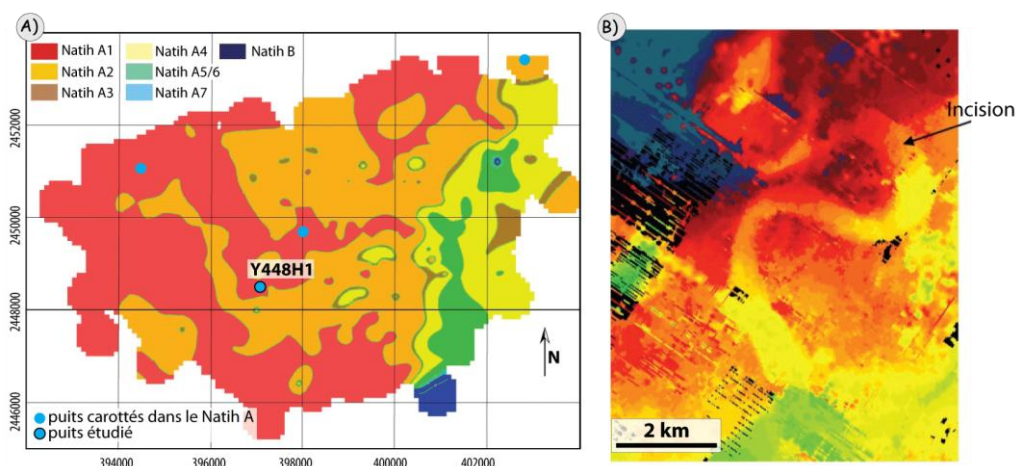 A)
Natih A1
Natih A4
Natih B
Natih A2
Natih A5/6
Natih A3
Natih A7
2452000
2450000
2448000
2446000
Y448H1
N
puits carottés dans le Natih A
puits étudié
394000
396000
398000
400000
402000
B)
Incision
2 km